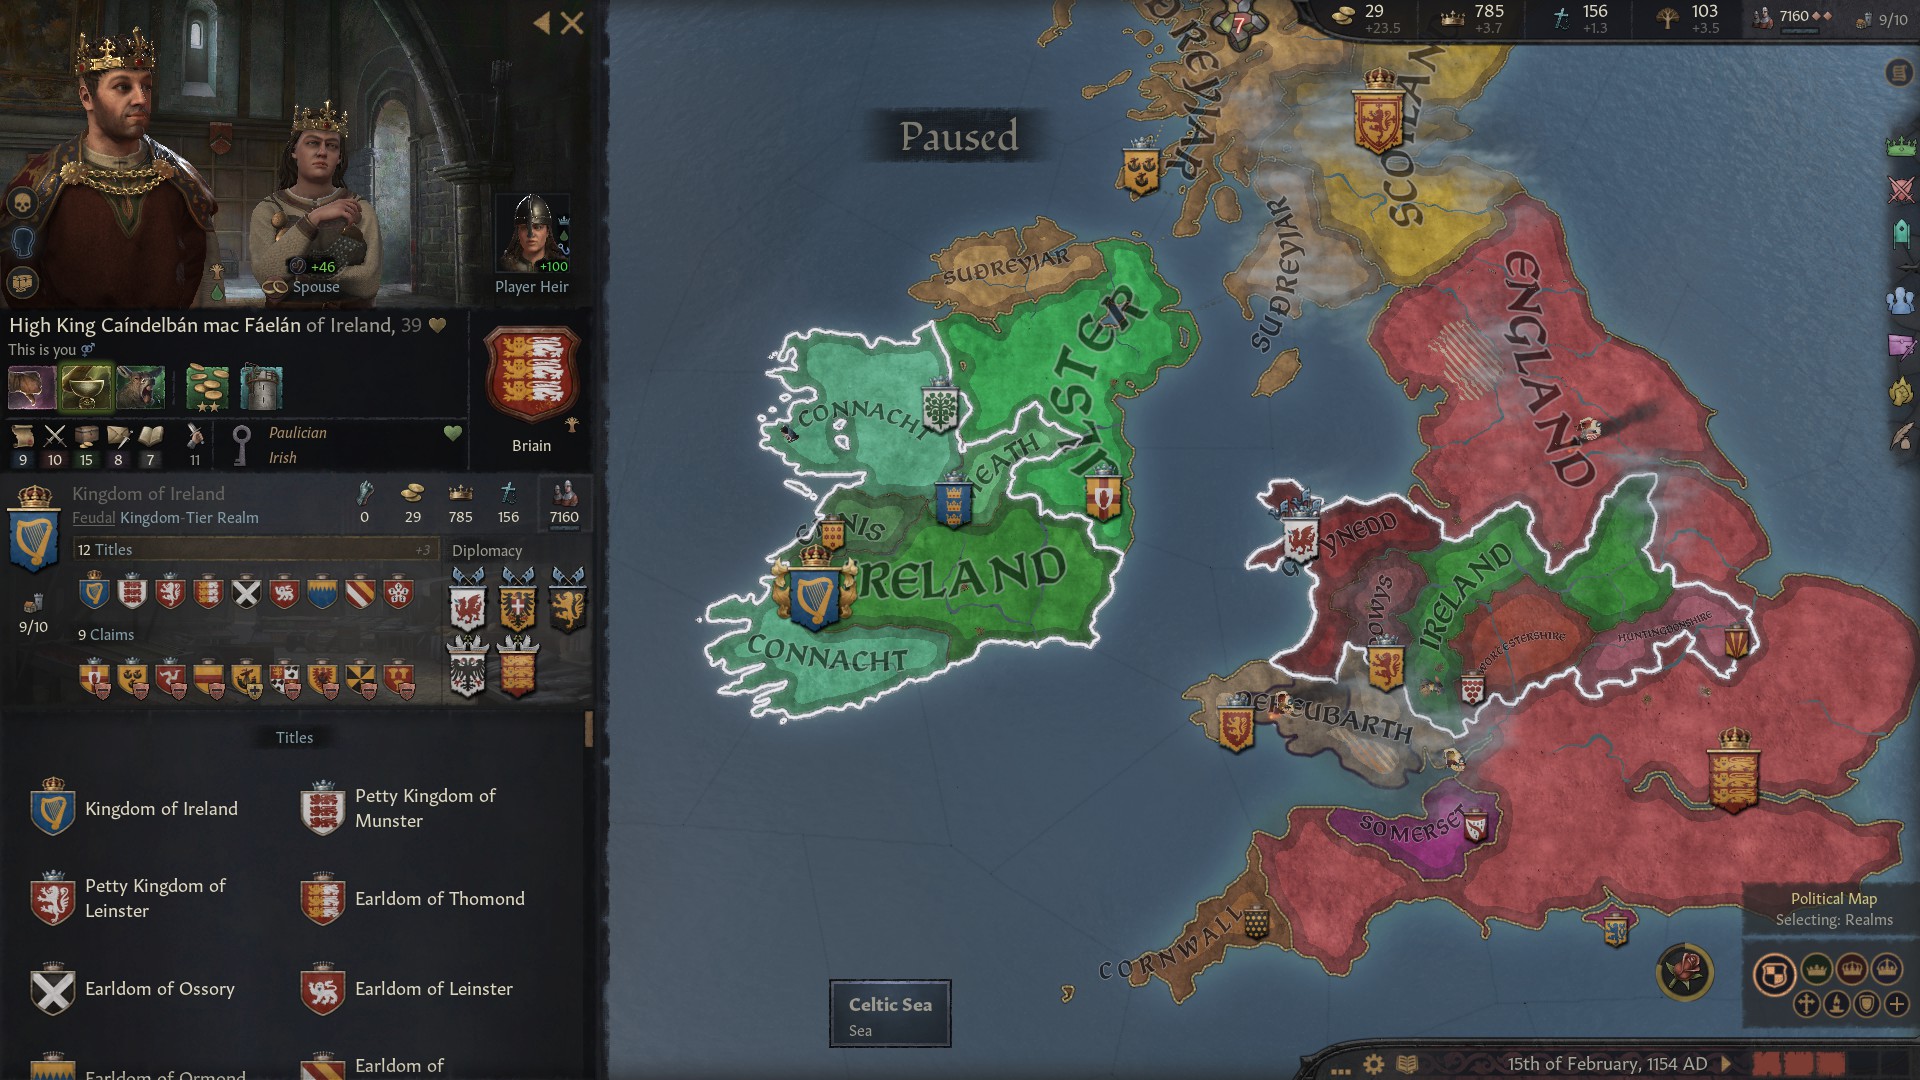 29
+23.5
785
+3.7
156
+1.3
103
+3.5
7160
9/10
7
Paused
+46
Spouse
+100
Player Heir
High King Caíndelbán mac Fáelán of Ireland, 39
This is you
Briain
9 10 15 8 7 11
Paulician
Irish
Kingdom of Ireland
Feudal Kingdom-Tier Realm
0 29 785 156 7160
12 Titles +3
Diplomacy
9/10
9 Claims
Titles
Kingdom of Ireland
Petty Kingdom of
Munster
Petty Kingdom of
Leinster
Earldom of Thomond
Earldom of Ossory
Earldom of Leinster
Earldom of Ormond
Earldom of
SUÐREYJAR
SCOTLAND
SUÐREYJAR
SUÐREYJAR
ULSTER
ENGLAND
CONNACHT
MEATH
IRELAND
CONNACHT
GWYNEDD
POWYS
IRELAND
WORCESTERSHIRE
HUNTINGDONSHIRE
DEHEUBARTH
SOMERSET
CORNWALL
Celtic Sea
Sea
Political Map
Selecting: Realms
15th of February, 1154 AD